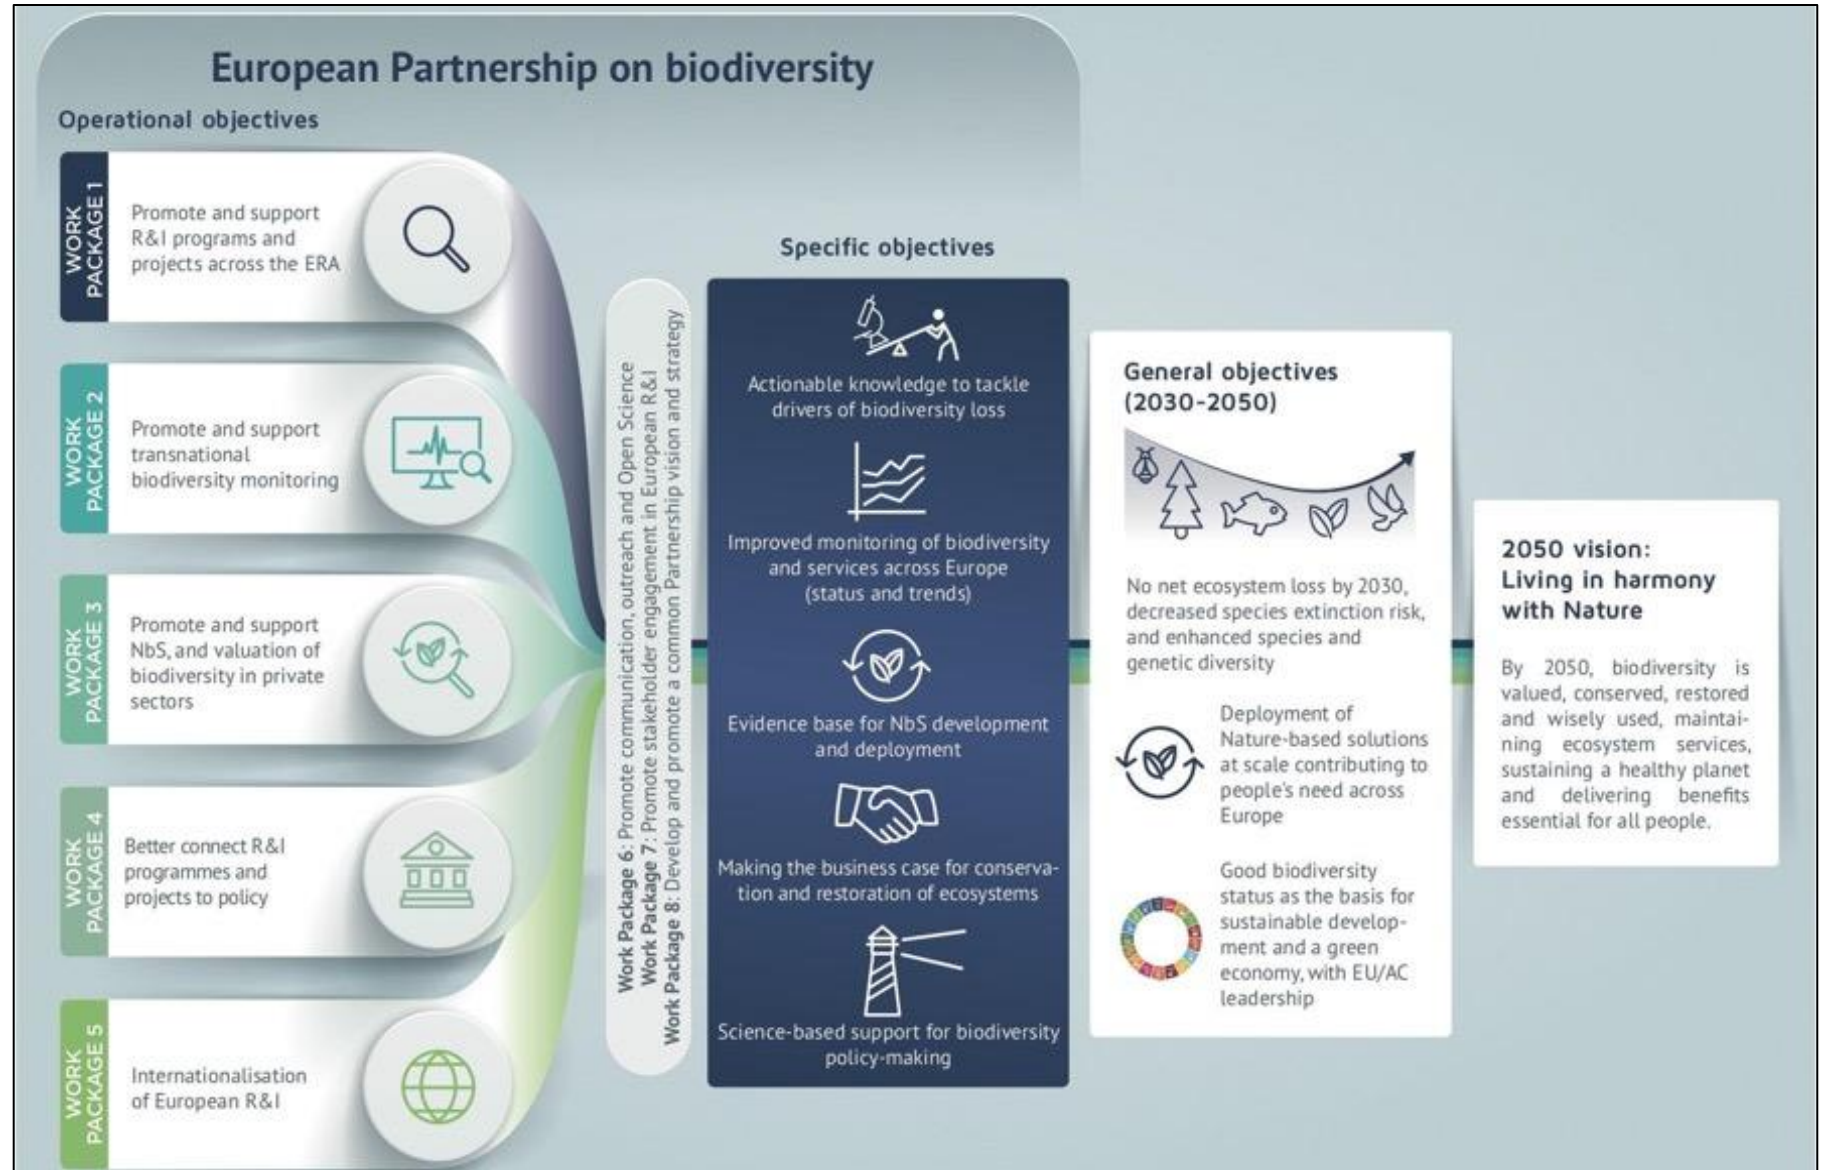 European Partnership on biodiversity
Operational objectives
WORK
PACKAGE 1
Promote and support
R&I programs and
projects across the ERA
WORK
PACKAGE 2
Promote and support
transnational
biodiversity monitoring
WORK
PACKAGE 3
Promote and support
NbS, and valuation of
biodiversity in private
sectors
WORK
PACKAGE 4
Better connect R&I
programmes and
projects to policy
WORK
PACKAGE 5
Internationalisation
of European R&I
Work Package 6: Promote communication, outreach and Open Science
Work Package 7: Promote stakeholder engagement in European R&I
Work Package 8: Develop and promote a common Partnership vision and strategy
Specific objectives
Actionable knowledge to tackle
drivers of biodiversity loss
Improved monitoring of biodiversity
and services across Europe
(status and trends)
Evidence base for NbS development
and deployment
Making the business case for conserva-
tion and restoration of ecosystems
Science-based support for biodiversity
policy-making
General objectives
(2030-2050)
No net ecosystem loss by 2030,
decreased species extinction risk,
and enhanced species and
genetic diversity
Deployment of
Nature-based solutions
at scale contributing to
people's need across
Europe
Good biodiversity
status as the basis for
sustainable develop-
ment and a green
economy, with EU/AC
leadership
2050 vision:
Living in harmony
with Nature
By 2050, biodiversity is
valued, conserved, restored
and wisely used, maintai-
ning ecosystem services,
sustaining a healthy planet
and delivering benefits
essential for all people.